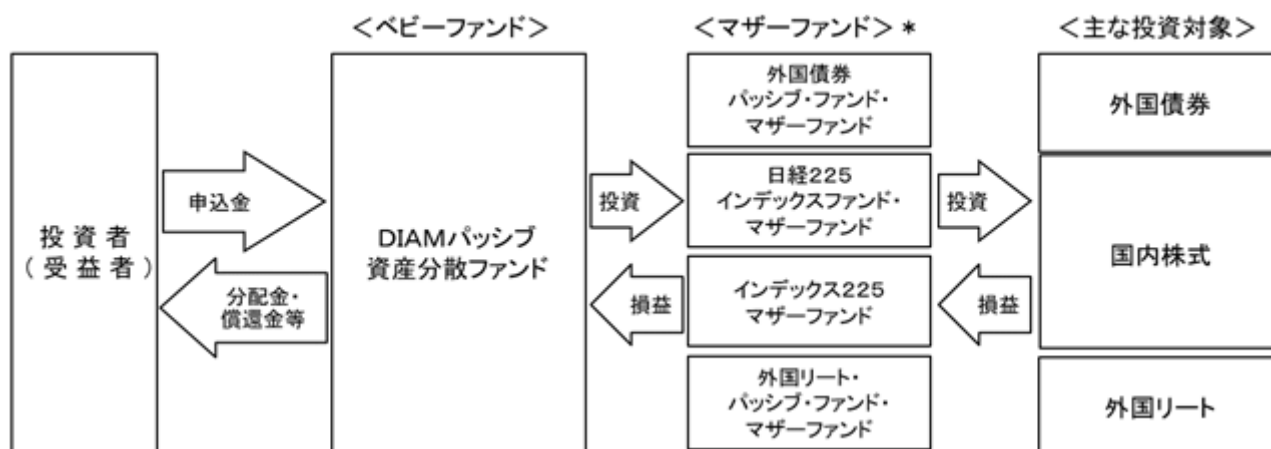 ＜ベビーファンド＞
＜マザーファンド＞*
＜主な投資対象＞
投資者
(受益者)
申込金
分配金・
償還金等
DIAMパッシブ
資産分散ファンド
投資
損益
外国債券
パッシブ・ファンド・
マザーファンド
日経225
インデックスファンド・
マザーファンド
インデックス225
マザーファンド
外国リート・
パッシブ・ファンド・
マザーファンド
投資
損益
外国債券
国内株式
外国リート